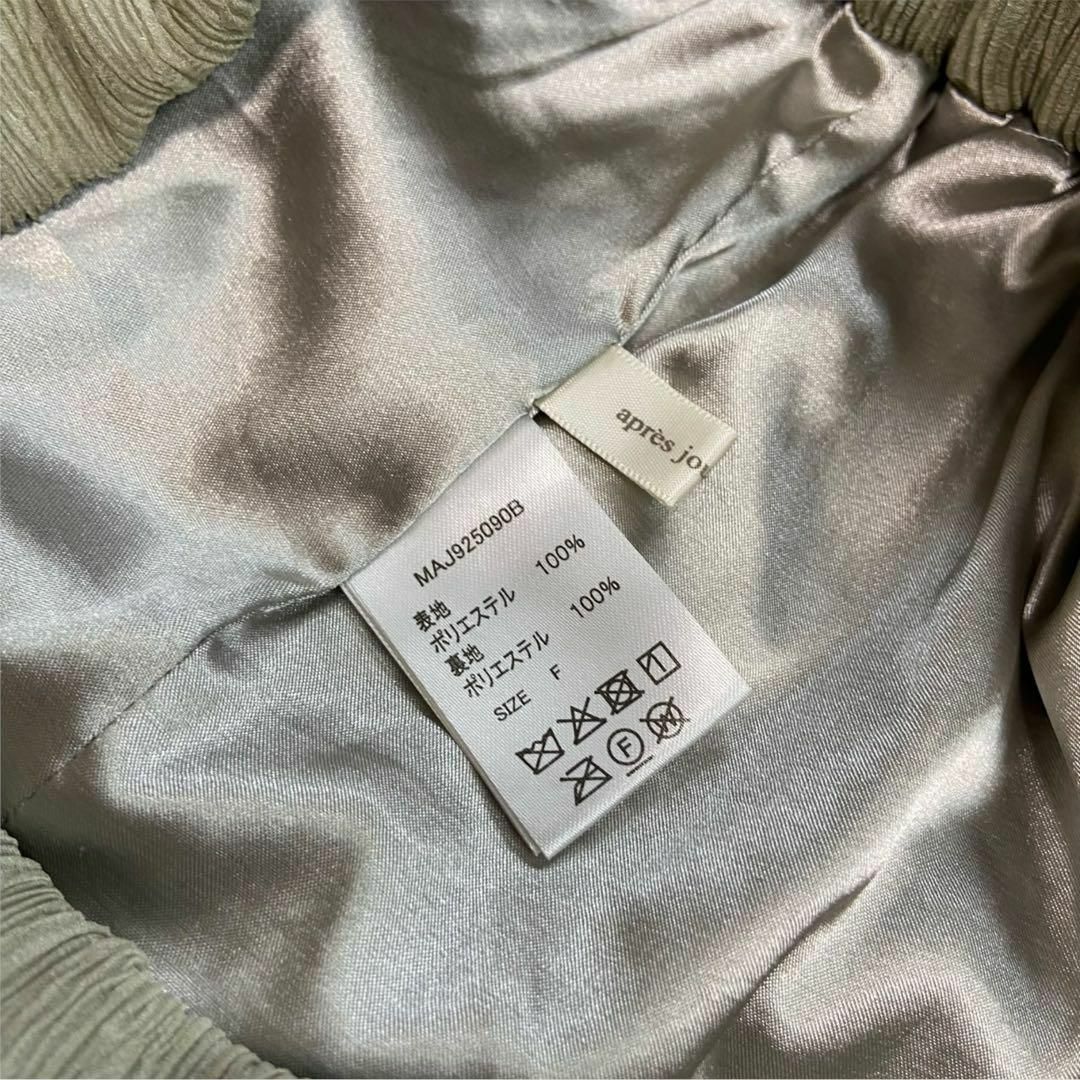 après jou
MAJ925090B
表地
ポリエステル 100%
裏地
ポリエステル 100%
SIZE F
F
W